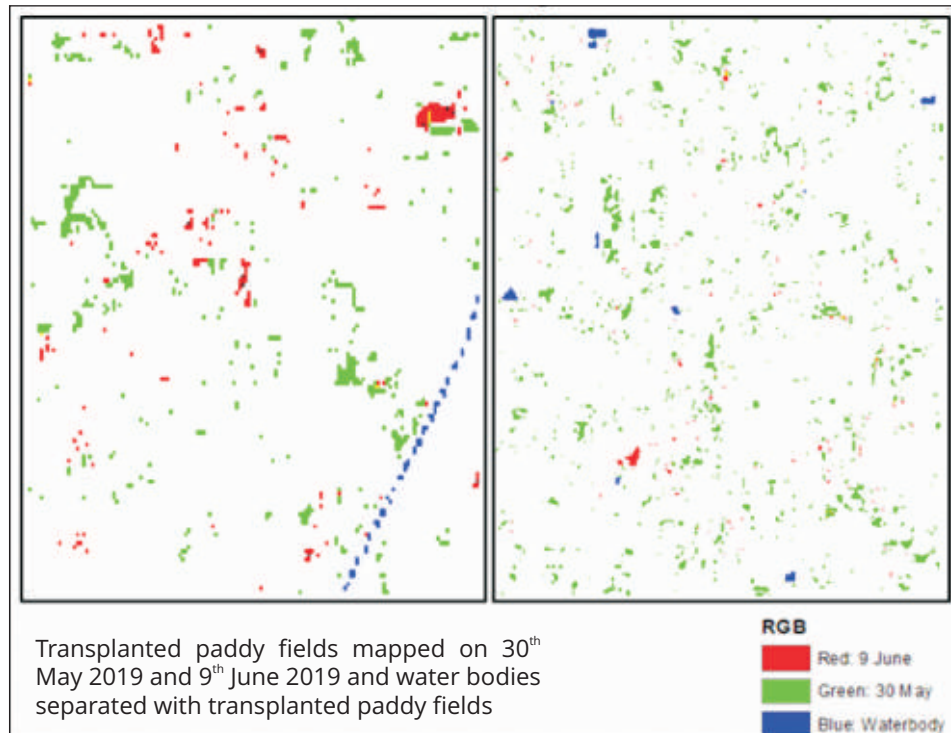 Transplanted paddy fields mapped on 30th
May 2019 and 9th June 2019 and water bodies
separated with transplanted paddy fields
RGB
Red: 9 June
Green: 30 May
Blue: Waterbody